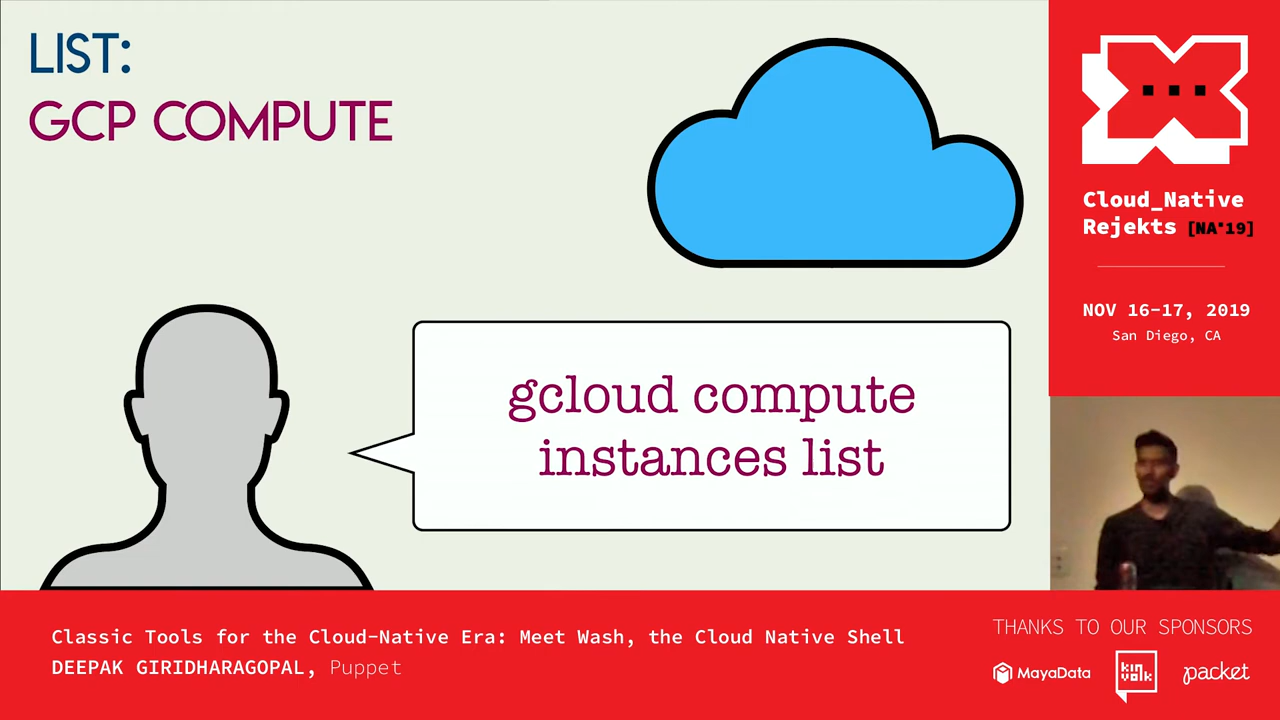 LIST:
GCP COMPUTE
gcloud compute
instances list
Cloud_Native
Rejekts [NA'19]
NOV 16-17, 2019
San Diego, CA
Classic Tools for the Cloud-Native Era: Meet Wash, the Cloud Native Shell
DEEPAK GIRIDHARAGOPAL, Puppet
THANKS TO OUR SPONSORS
MayaData
kinvolk
packet